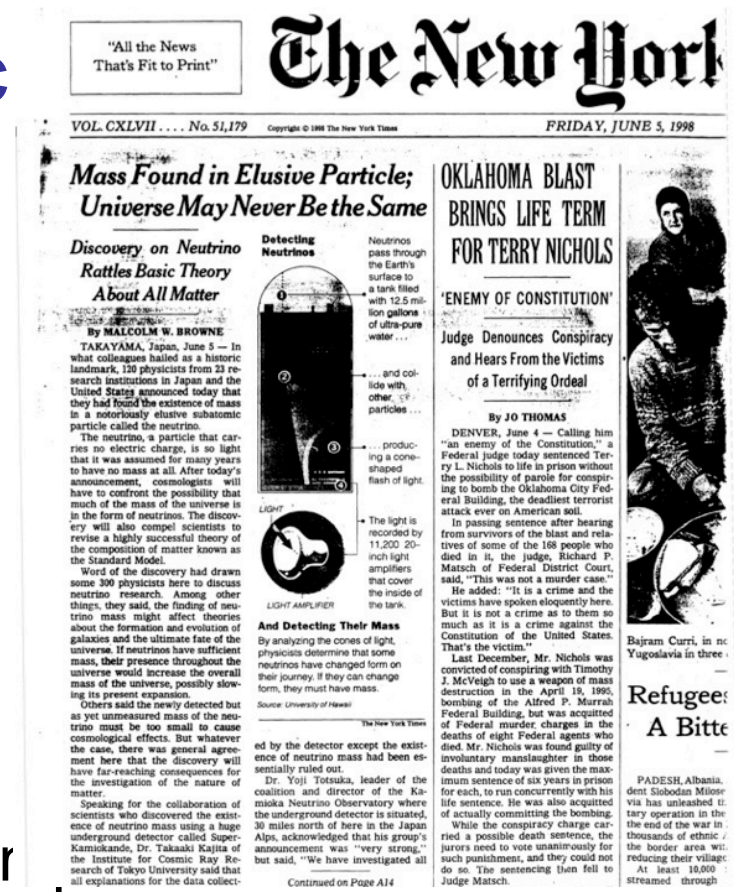 "All the News
That's Fit to Print"
The New York
VOL. CXLVII .... No. 51,179
Copyright © 1998 The New York Times
FRIDAY, JUNE 5, 1998
Mass Found in Elusive Particle;
Universe May Never Be the Same
Discovery on Neutrino
Rattles Basic Theory
About All Matter
By MALCOLM W. BROWNE
TAKAYAMA, Japan, June 5 — In
what colleagues hailed as a historic
landmark, 120 physicists from 23 re-
search institutions in Japan and the
United States announced today that
they had found the existence of mass
in a notoriously elusive subatomic
particle called the neutrino.
The neutrino, a particle that car-
ries no electric charge, is so light
that it was assumed for many years
to have no mass at all. After today's
announcement, cosmologists will
have to confront the possibility that
much of the mass of the universe is
in the form of neutrinos. The discov-
ery will also compel scientists to
revise a highly successful theory of
the composition of matter known as
the Standard Model.
Word of the discovery had drawn
some 300 physicists here to discuss
neutrino research. Among other
things, they said, the finding of neu-
trino mass might affect theories
about the formation and evolution of
galaxies and the ultimate fate of the
universe. If neutrinos have sufficient
mass, their presence throughout the
universe would increase the overall
mass of the universe, possibly slow-
ing its present expansion.
Others said the newly detected but
as yet unmeasured mass of the neu-
trino must be too small to cause
cosmological effects. But whatever
the case, there was general agree-
ment here that the discovery will
have far-reaching consequences for
the investigation of the nature of
matter.
Speaking for the collaboration of
scientists who discovered the exist-
ence of neutrino mass using a huge
underground detector called Super-
Kamiokande, Dr. Takaaki Kajita of
the Institute for Cosmic Ray Re-
search of Tokyo University said that
all explanations for the data collect-
Detecting
Neutrinos
Neutrinos
pass through
the Earth's
surface to
a tank filled
with 12.5 mil-
lion gallons
of ultra-pure
water ...
1
2
. . . and col-
lide with
other
particles ...
3
. . . produc-
ing a cone-
shaped
flash of light.
4
LIGHT
The light is
recorded by
11,200 20-
inch light
amplifiers
that cover
the inside of
the tank.
LIGHT AMPLIFIER
And Detecting Their Mass
By analyzing the cones of light,
physicists determine that some
neutrinos have changed form on
their journey. If they can change
form, they must have mass.
Source: University of Hawaii
The New York Times
ed by the detector except the exist-
ence of neutrino mass had been es-
sentially ruled out.
Dr. Yoji Totsuka, leader of the
coalition and director of the Ka-
mioka Neutrino Observatory where
the underground detector is situated,
30 miles north of here in the Japan
Alps, acknowledged that his group's
announcement was "very strong,"
but said, "We have investigated all
Continued on Page A14
OKLAHOMA BLAST
BRINGS LIFE TERM
FOR TERRY NICHOLS
'ENEMY OF CONSTITUTION'
Judge Denounces Conspiracy
and Hears From the Victims
of a Terrifying Ordeal
By JO THOMAS
DENVER, June 4 — Calling him
"an enemy of the Constitution," a
Federal judge today sentenced Ter-
ry L. Nichols to life in prison without
the possibility of parole for conspir-
ing to bomb the Oklahoma City Fed-
eral Building, the deadliest terrorist
attack ever on American soil.
In passing sentence after hearing
from survivors of the blast and rela-
tives of some of the 168 people who
died in it, the judge, Richard P.
Matsch of Federal District Court,
said, "This was not a murder case."
He added: "It is a crime and the
victims have spoken eloquently here.
But it is not a crime as to them so
much as it is a crime against the
Constitution of the United States.
That's the victim."
Last December, Mr. Nichols was
convicted of conspiring with Timothy
J. McVeigh to use a weapon of mass
destruction in the April 19, 1995,
bombing of the Alfred P. Murrah
Federal Building, but was acquitted
of Federal murder charges in the
deaths of eight Federal agents who
died. Mr. Nichols was found guilty of
involuntary manslaughter in those
deaths and today was given the max-
imum sentence of six years in prison
for each, to run concurrently with his
life sentence. He was also acquitted
of actually committing the bombing.
While the conspiracy charge car-
ried a possible death sentence, the
jurors need to vote unanimously for
such punishment, and they could not
do so. The sentencing then fell to
Judge Matsch.
Bajram Curri, in no
Yugoslavia in three
Refugees
A Bitte
PADESH, Albania,
dent Slobodan Milose
via has unleashed
tary operation in the
the end of the war in
thousands of ethnic
the border area
reducing their village
At least 10,000
streamed through